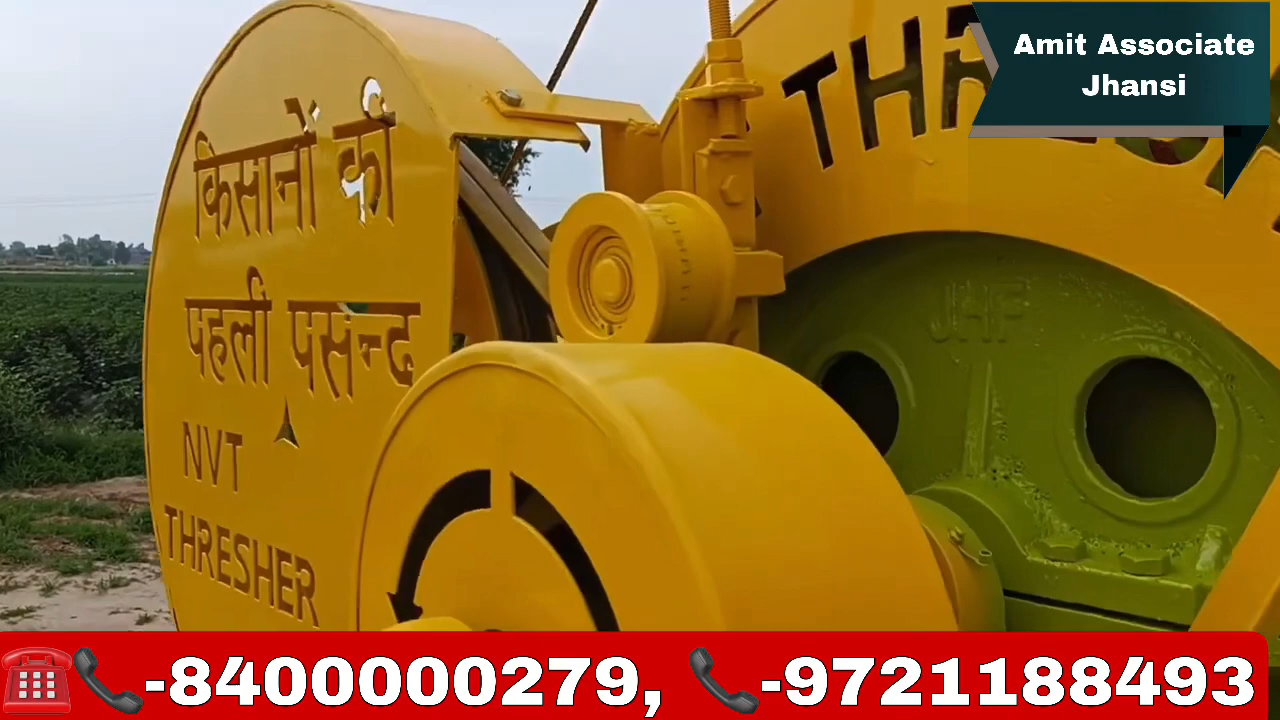 Amit Associate
Jhansi
किसानों की
पहली पसन्द
NVT
THRESHER
JHF
-8400000279, -9721188493